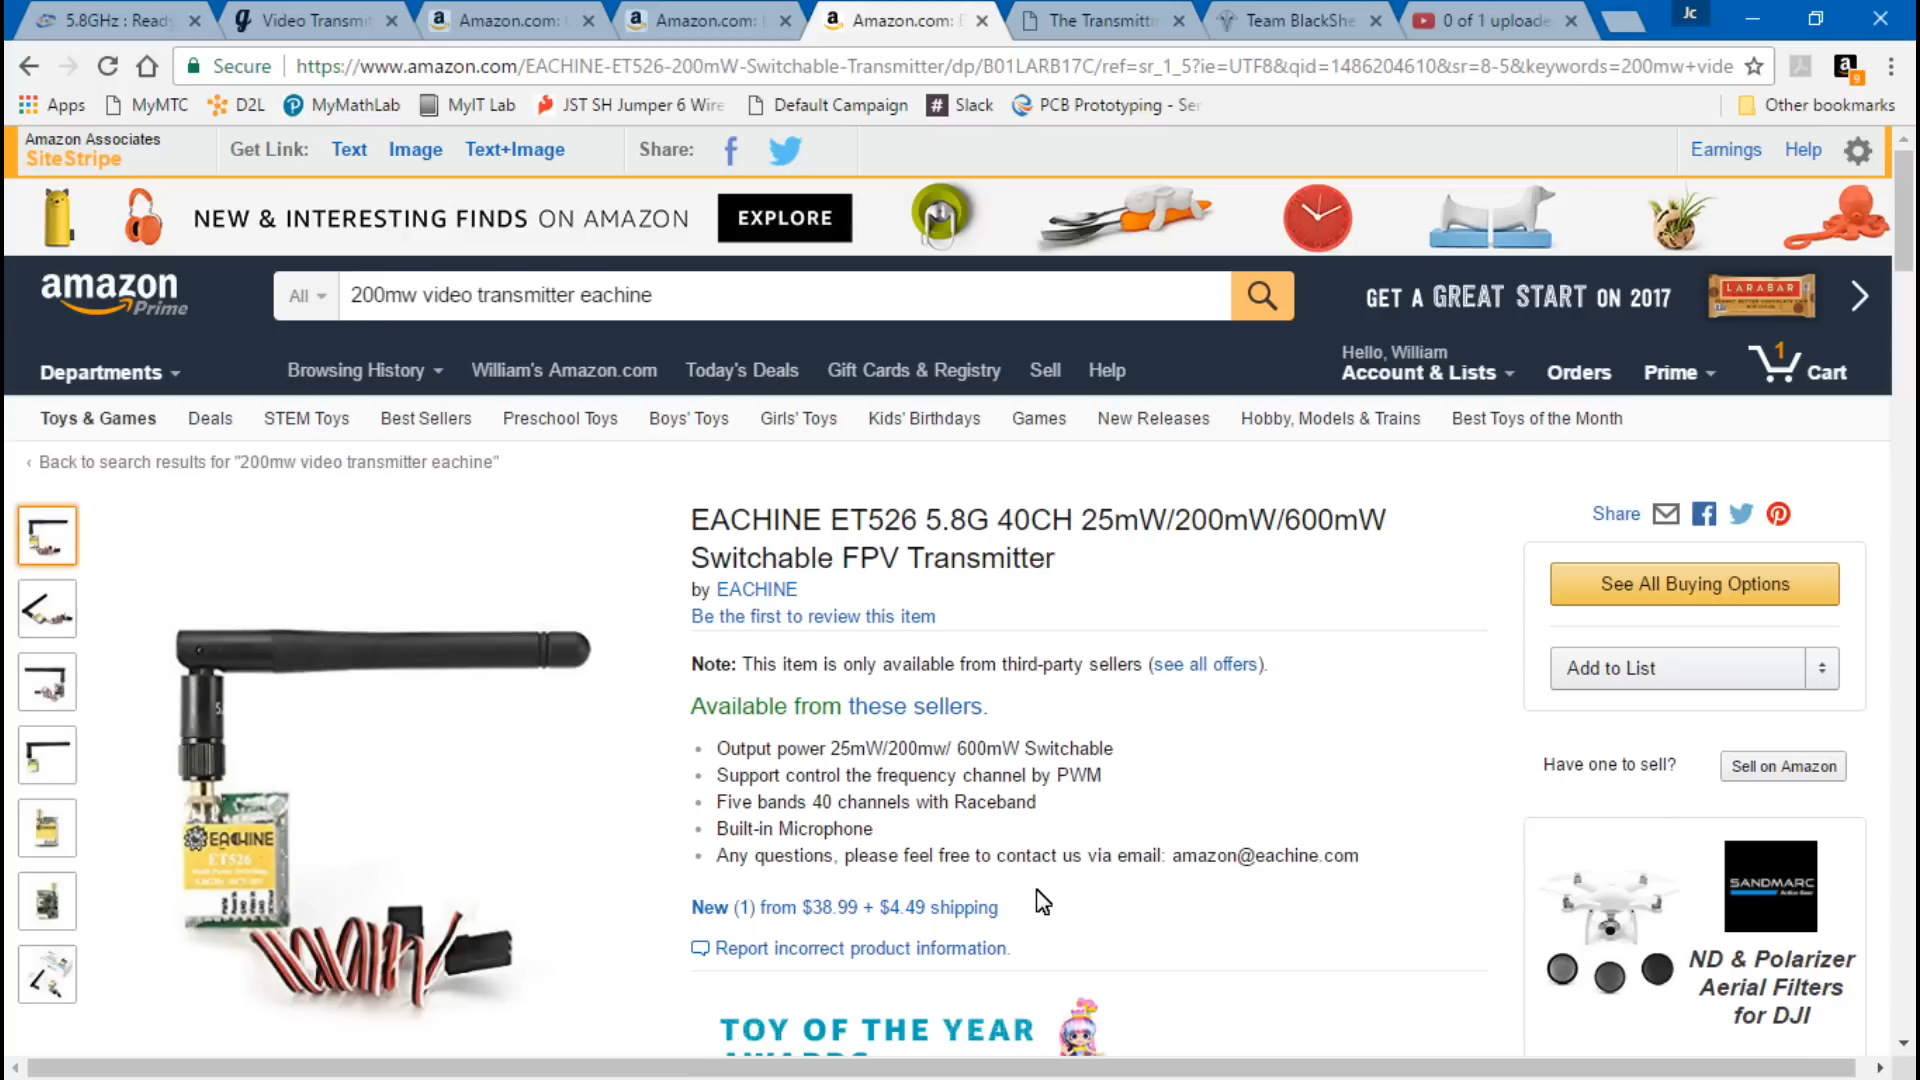 5.8GHz : Ready
Video Transmit
Amazon.com:
Amazon.com:
Amazon.com:
The Transmitti
Team BlackShe
0 of 1 uploade
Jc
Secure
https://www.amazon.com/EACHINE-ET526-200mW-Switchable-Transmitter/dp/B01LARB17C/ref=sr_1_5?ie=UTF8&qid=1486204610&sr=8-5&keywords=200mw+vide
Apps MyMTC D2L MyMathLab MyIT Lab JST SH Jumper 6 Wire Default Campaign # Slack PCB Prototyping - Ser Other bookmarks
Amazon Associates
SiteStripe
Get Link: Text Image Text+Image Share:
Earnings Help
NEW & INTERESTING FINDS ON AMAZON EXPLORE
amazon
Prime
All 200mw video transmitter eachine
GET A GREAT START ON 2017 LARABAR
Departments Browsing History William's Amazon.com Today's Deals Gift Cards & Registry Sell Help
Hello, William
Account & Lists Orders Prime 1 Cart
Toys & Games Deals STEM Toys Best Sellers Preschool Toys Boys' Toys Girls' Toys Kids' Birthdays Games New Releases Hobby, Models & Trains Best Toys of the Month
‹ Back to search results for "200mw video transmitter eachine"
EACHINE ET526 5.8G 40CH 25mW/200mW/600mW
Switchable FPV Transmitter
by EACHINE
Be the first to review this item
Note: This item is only available from third-party sellers (see all offers).
Available from these sellers.
• Output power 25mW/200mw/ 600mW Switchable
• Support control the frequency channel by PWM
• Five bands 40 channels with Raceband
• Built-in Microphone
• Any questions, please feel free to contact us via email: amazon@eachine.com
New (1) from $38.99 + $4.49 shipping
Report incorrect product information.
TOY OF THE YEAR
AWARDS
EACHINE
ET526
Share
See All Buying Options
Add to List
Have one to sell? Sell on Amazon
SANDMARC
ND & Polarizer
Aerial Filters
for DJI